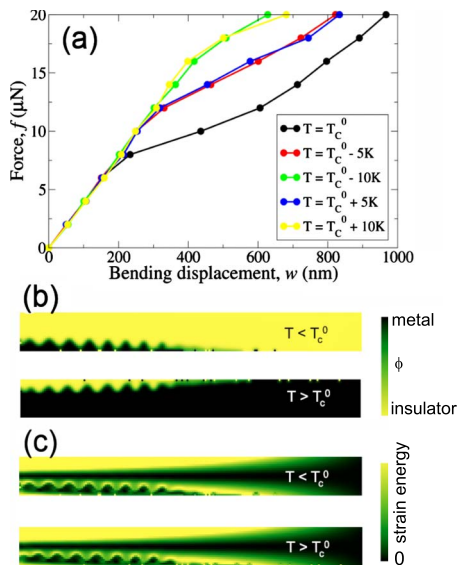 (a)
20
15
10
5
0
Force, f (µN)
T = T_C^0
T = T_C^0 - 5K
T = T_C^0 - 10K
T = T_C^0 + 5K
T = T_C^0 + 10K
0 200 400 600 800 1000
Bending displacement, w (nm)
(b)
T < T_c^0
T > T_c^0
metal
ϕ
insulator
(c)
T < T_c^0
T > T_c^0
strain energy
0